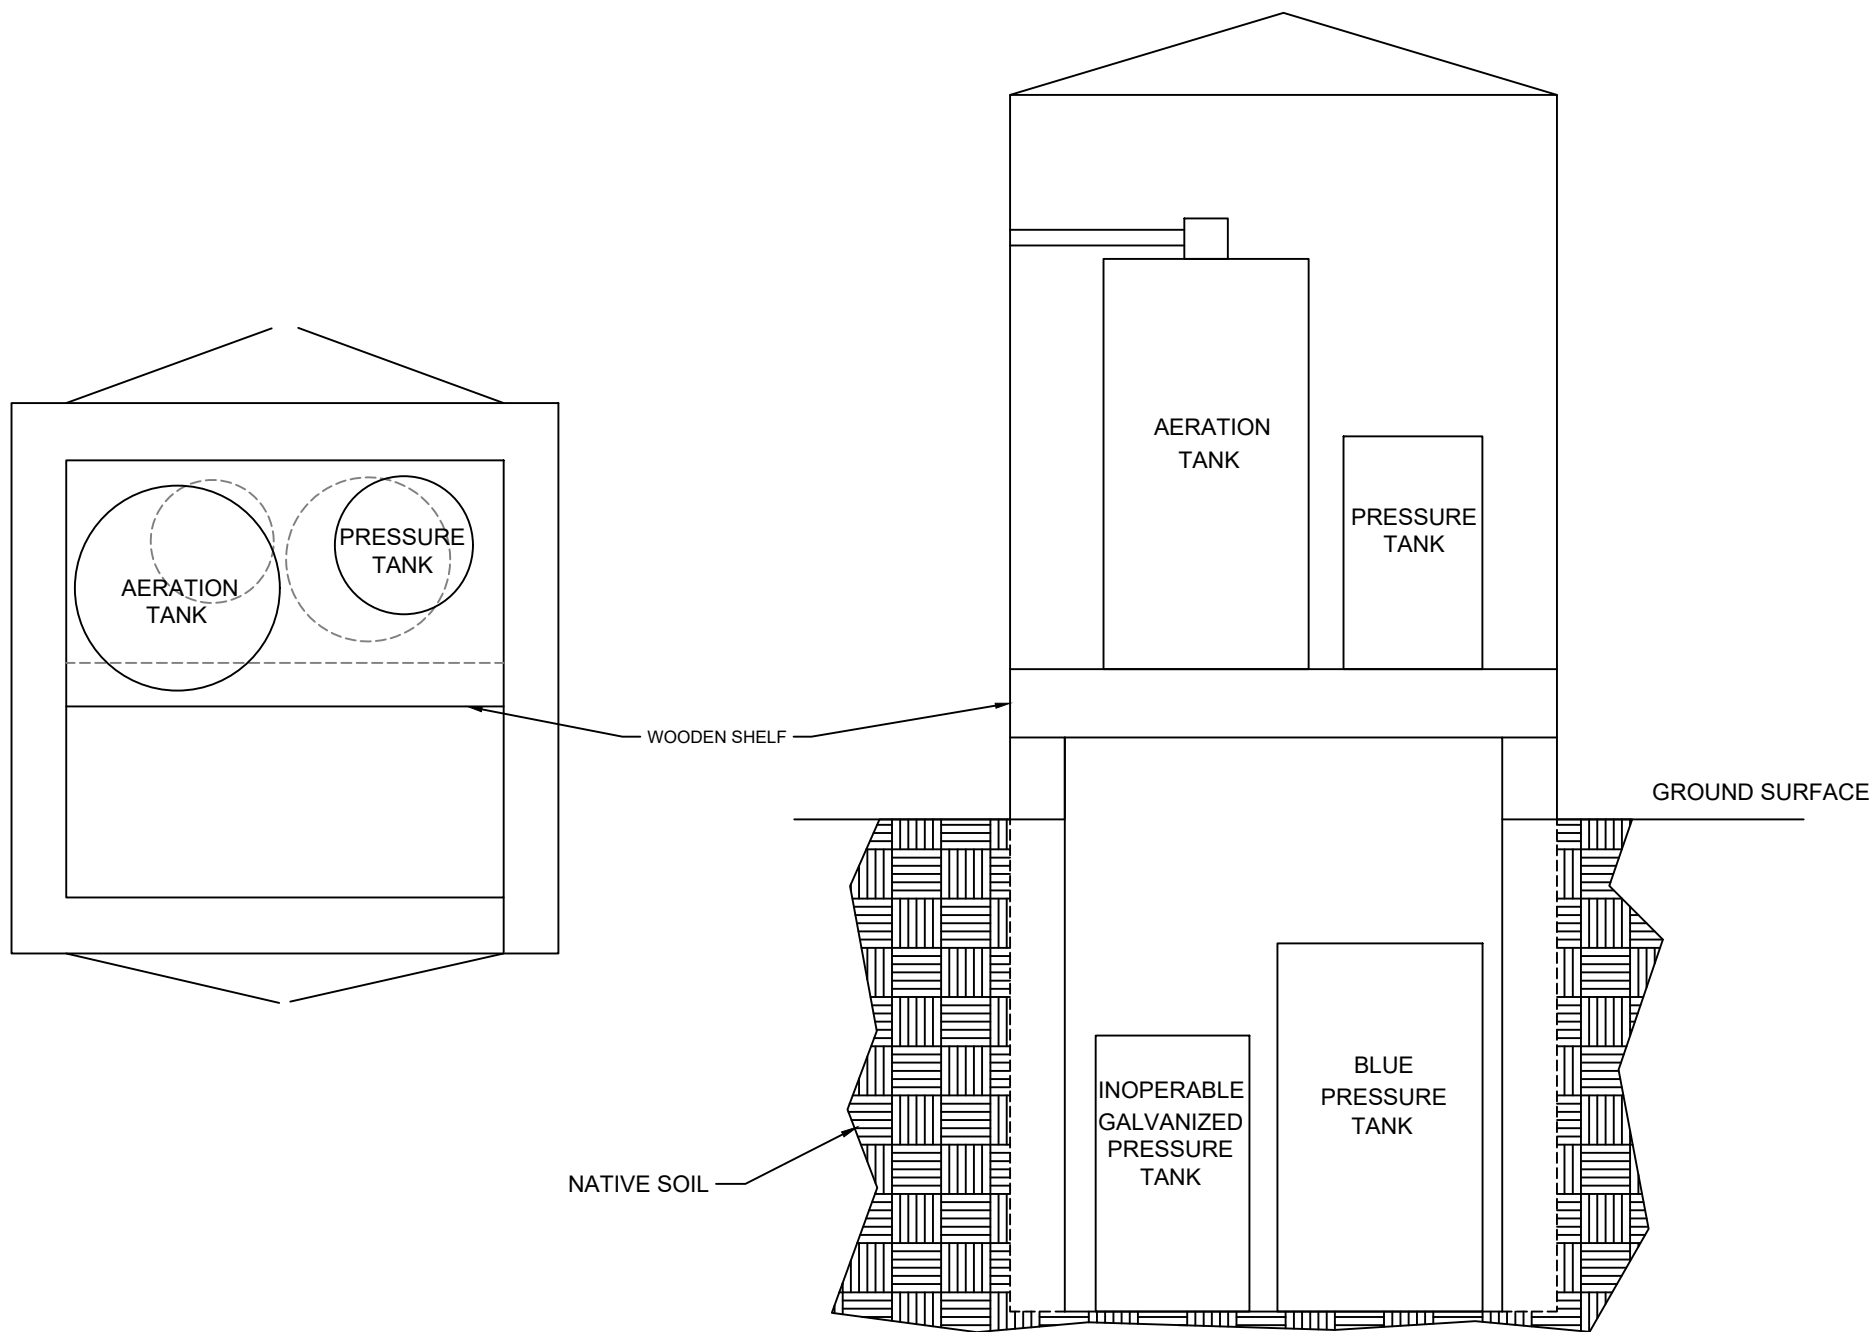 AERATION
TANK
PRESSURE
TANK
WOODEN SHELF
AERATION
TANK
PRESSURE
TANK
GROUND SURFACE
INOPERABLE
GALVANIZED
PRESSURE
TANK
BLUE
PRESSURE
TANK
NATIVE SOIL